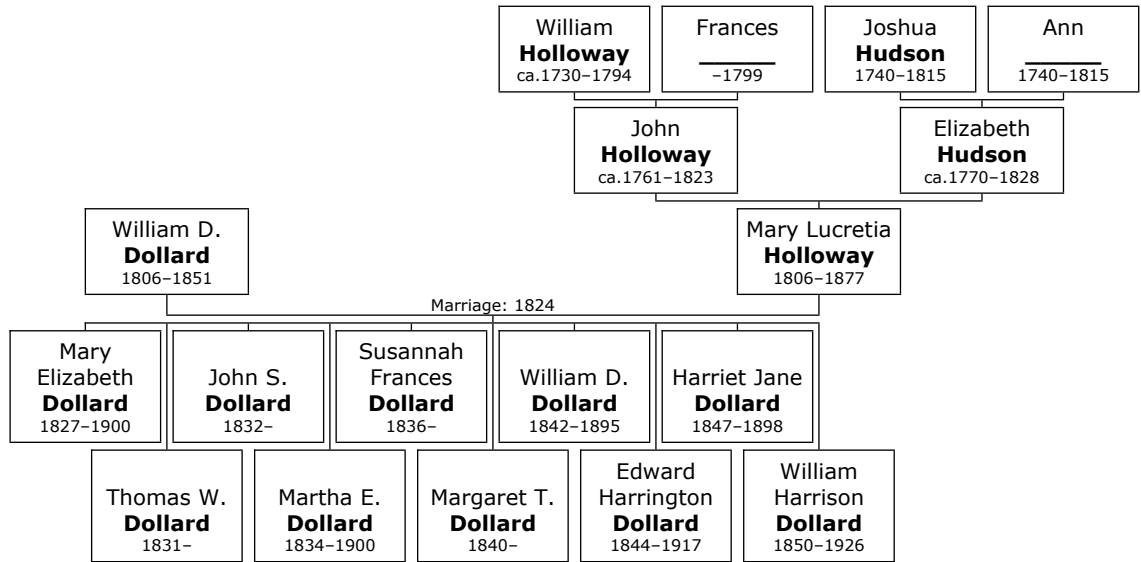 William
Holloway
ca.1730–1794
Frances
______
–1799
Joshua
Hudson
1740–1815
Ann
______
1740–1815
John
Holloway
ca.1761–1823
Elizabeth
Hudson
ca.1770–1828
William D.
Dollard
1806–1851
Mary Lucretia
Holloway
1806–1877
Marriage: 1824
Mary
Elizabeth
Dollard
1827–1900
John S.
Dollard
1832–
Susannah
Frances
Dollard
1836–
William D.
Dollard
1842–1895
Harriet Jane
Dollard
1847–1898
Thomas W.
Dollard
1831–
Martha E.
Dollard
1834–1900
Margaret T.
Dollard
1840–
Edward
Harrington
Dollard
1844–1917
William
Harrison
Dollard
1850–1926